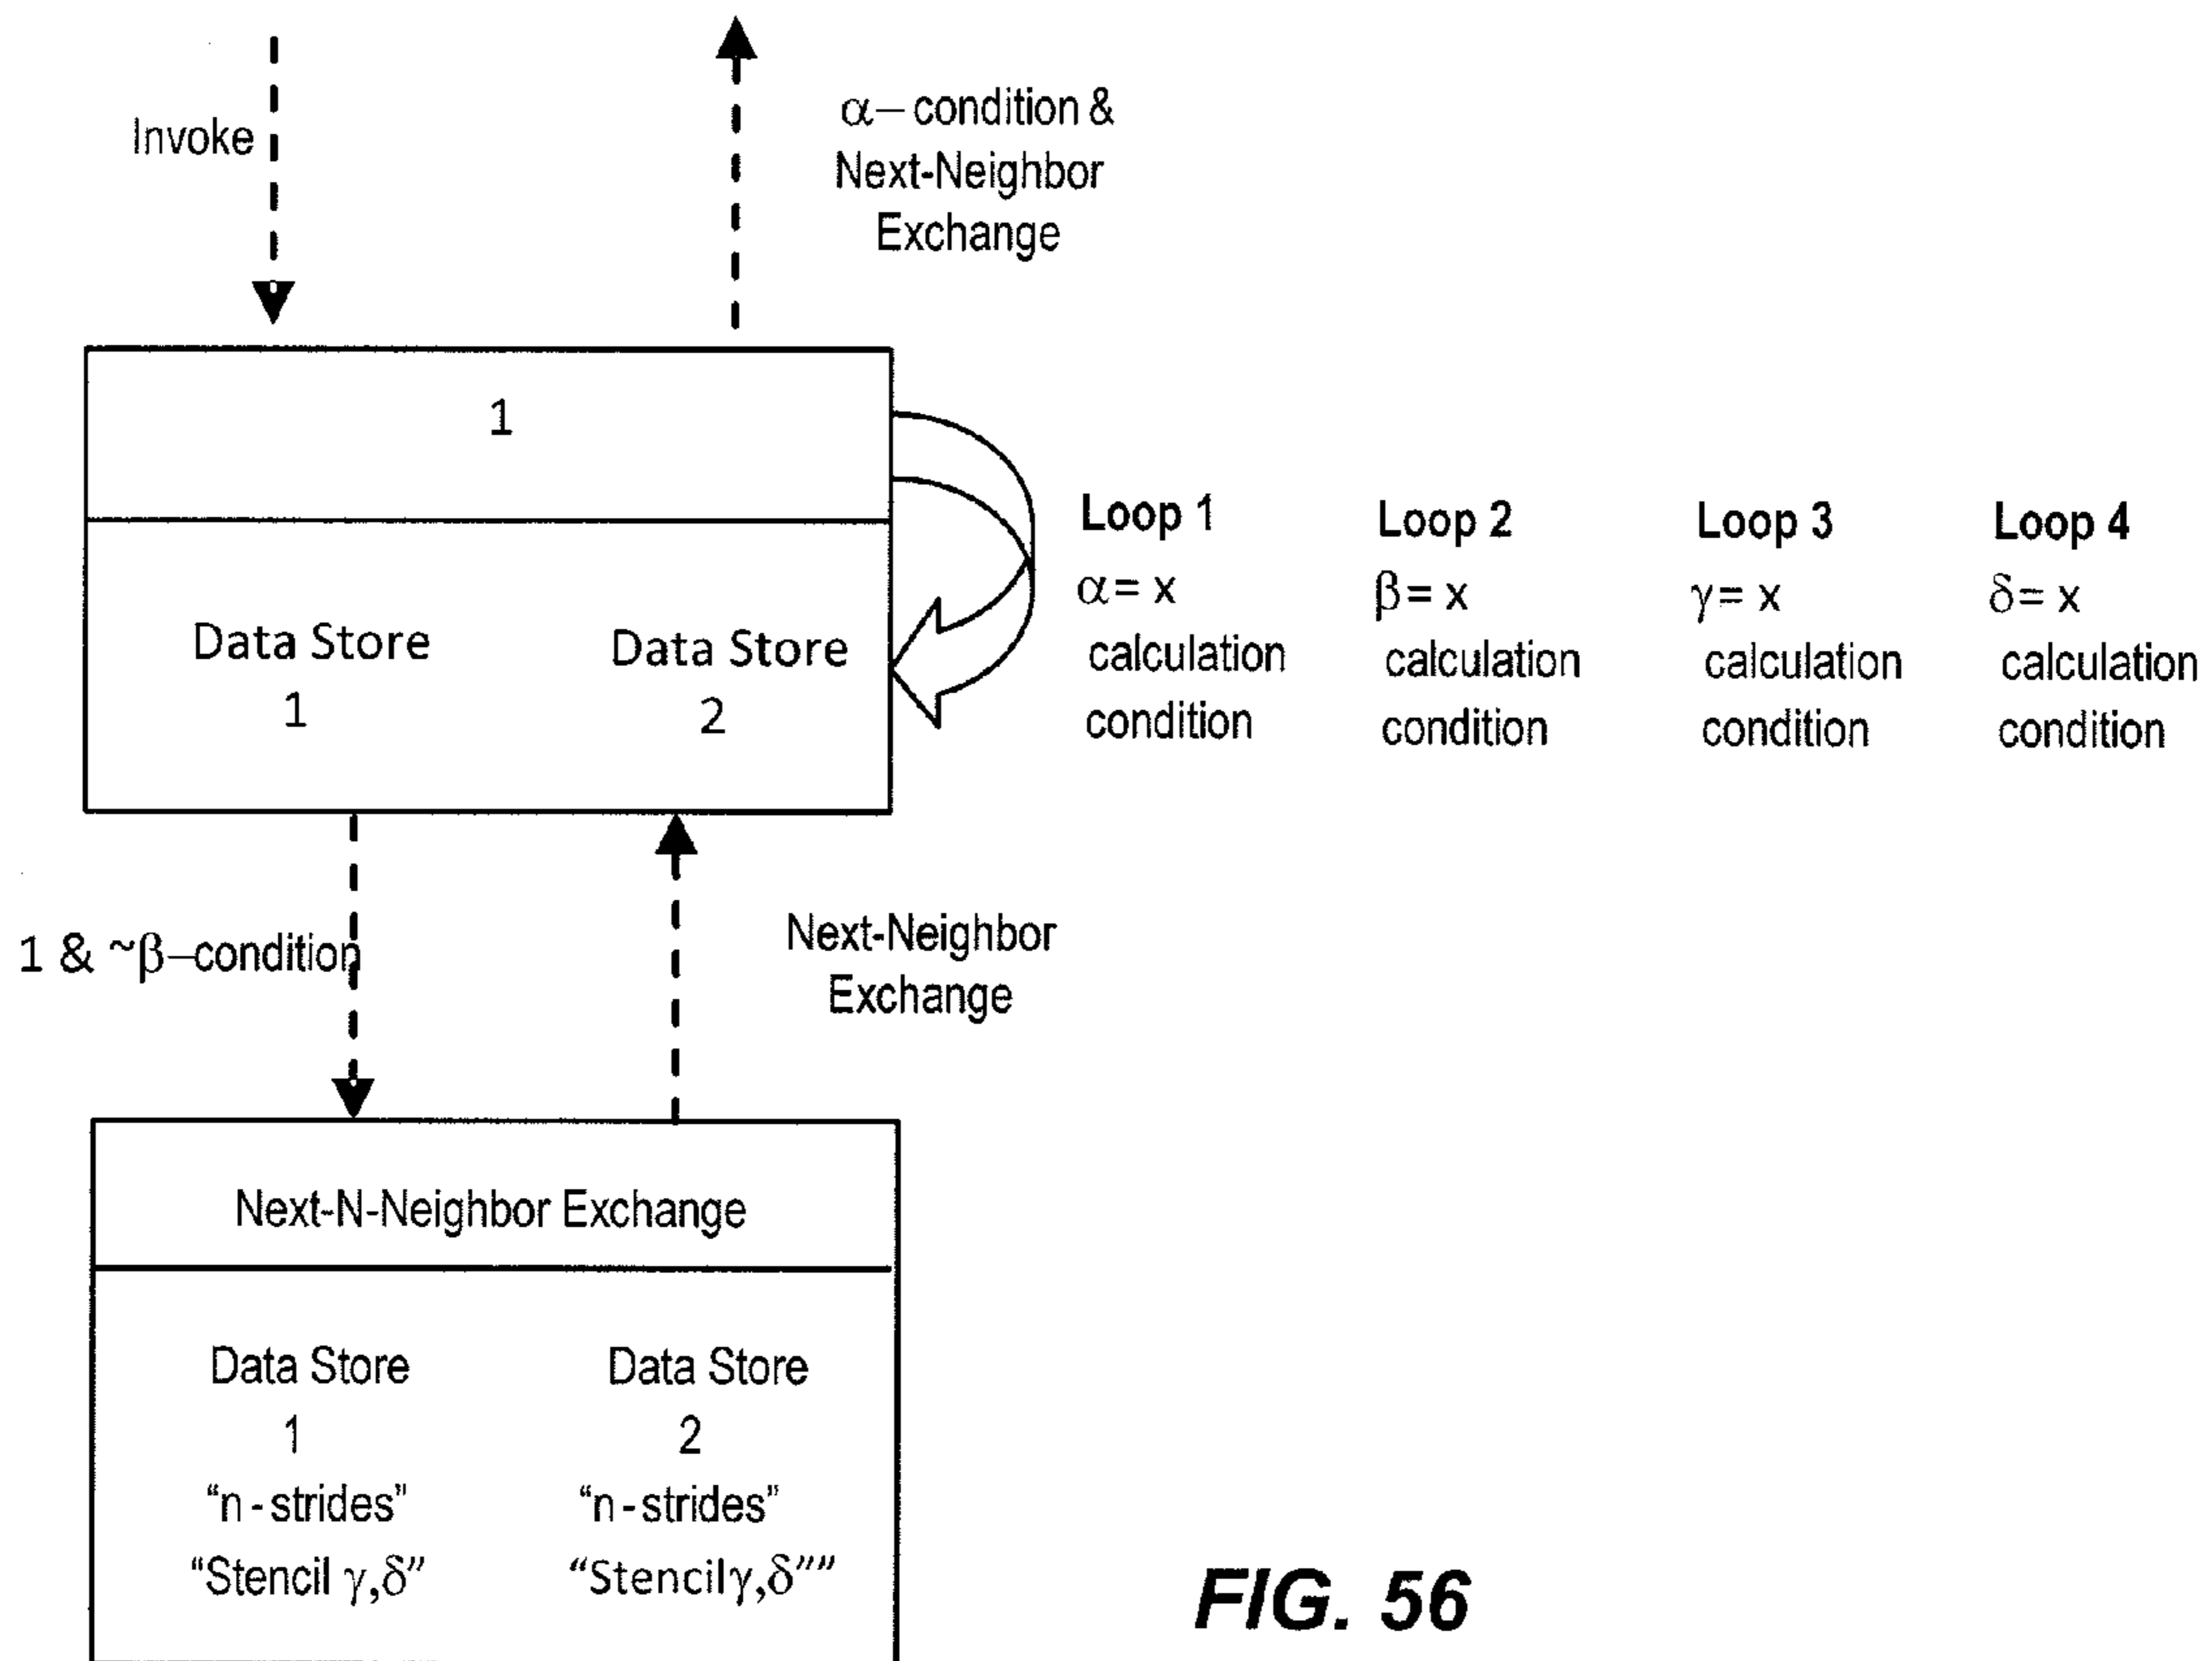 Invoke
α– condition &
Next-Neighbor
Exchange
1
Data Store
1
Data Store
2
Loop 1
α= x
calculation
condition
Loop 2
β= x
calculation
condition
Loop 3
γ= x
calculation
condition
Loop 4
δ= x
calculation
condition
1 & ~β–condition
Next-Neighbor
Exchange
Next-N-Neighbor Exchange
Data Store
1
“n - strides”
“Stencil γ,δ”
Data Store
2
“n - strides”
“Stencil γ,δ””
FIG. 56